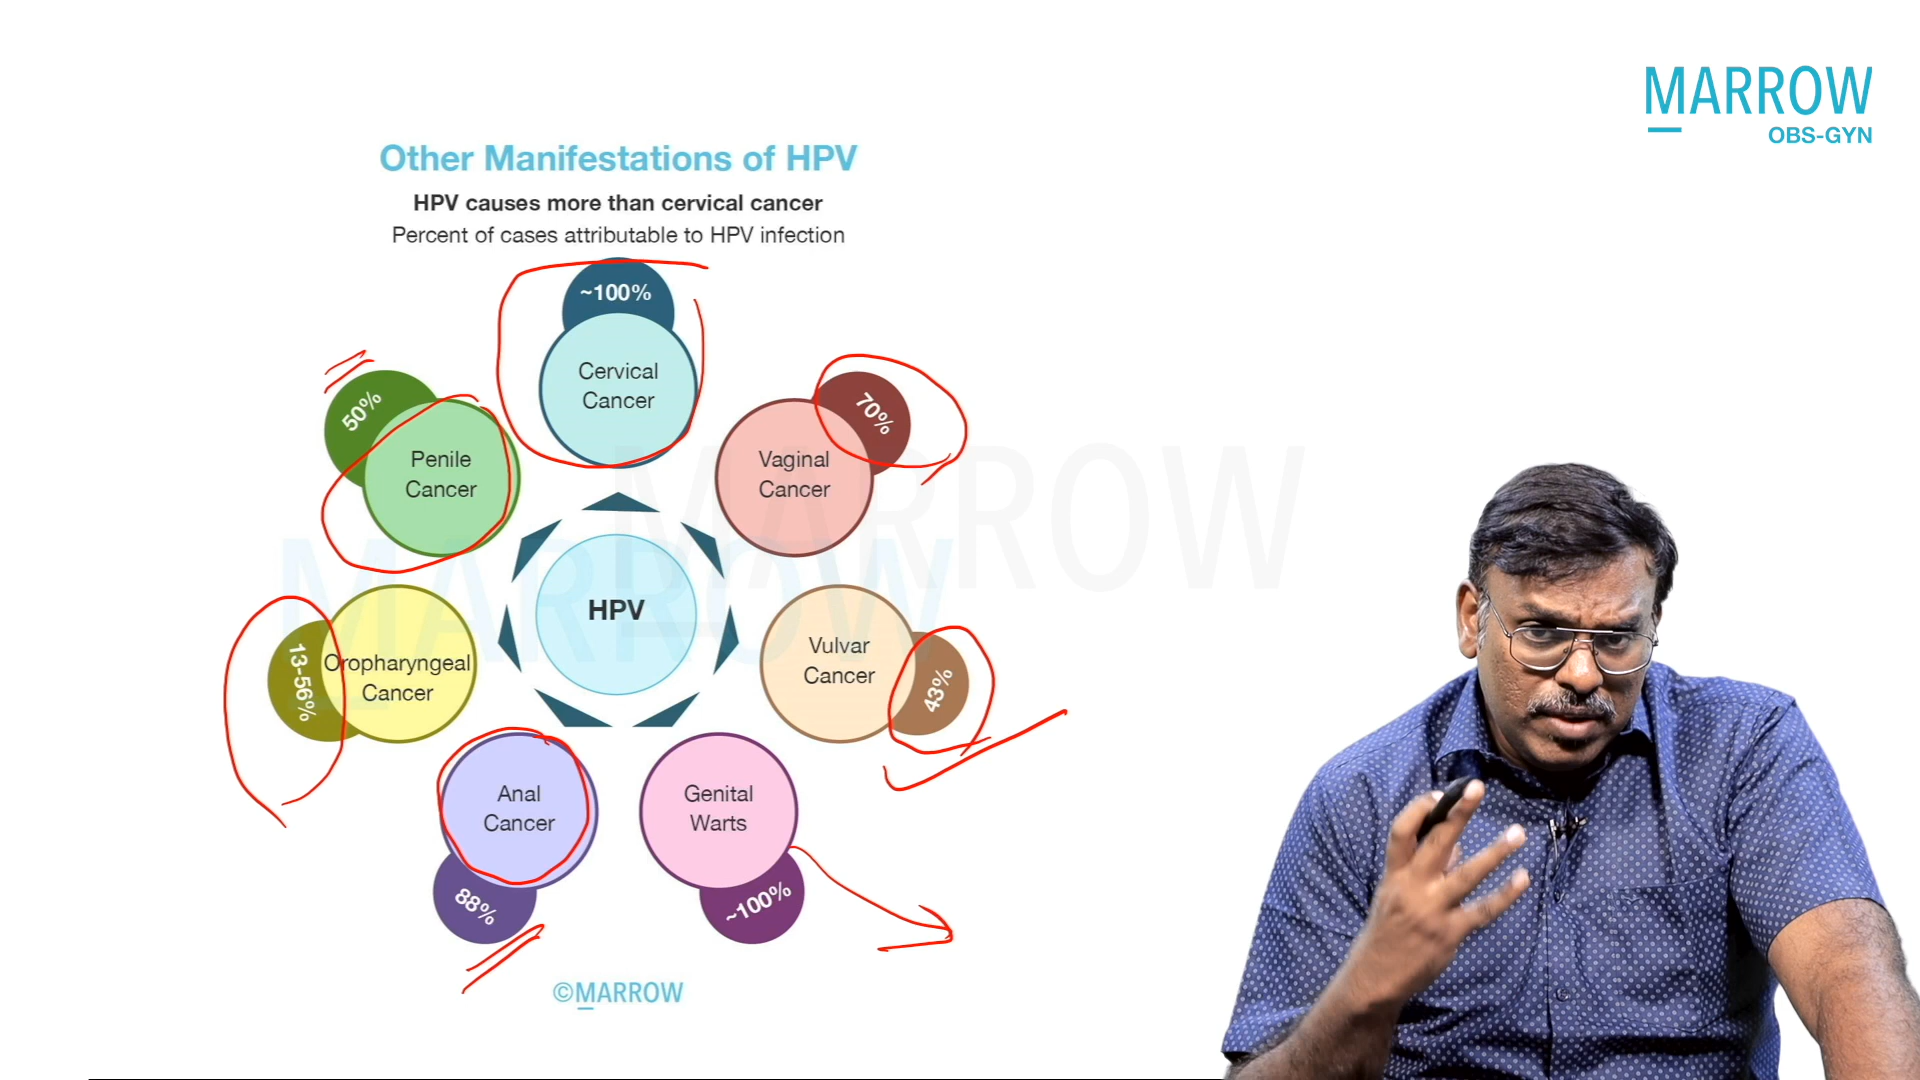 MARROW
OBS-GYN
Other Manifestations of HPV
HPV causes more than cervical cancer
Percent of cases attributable to HPV infection
~100%
Cervical
Cancer
50%
Penile
Cancer
70%
Vaginal
Cancer
MARROW
MARROW
HPV
13-56%
Oropharyngeal
Cancer
Vulvar
Cancer
43%
Anal
Cancer
88%
Genital
Warts
~100%
©MARROW